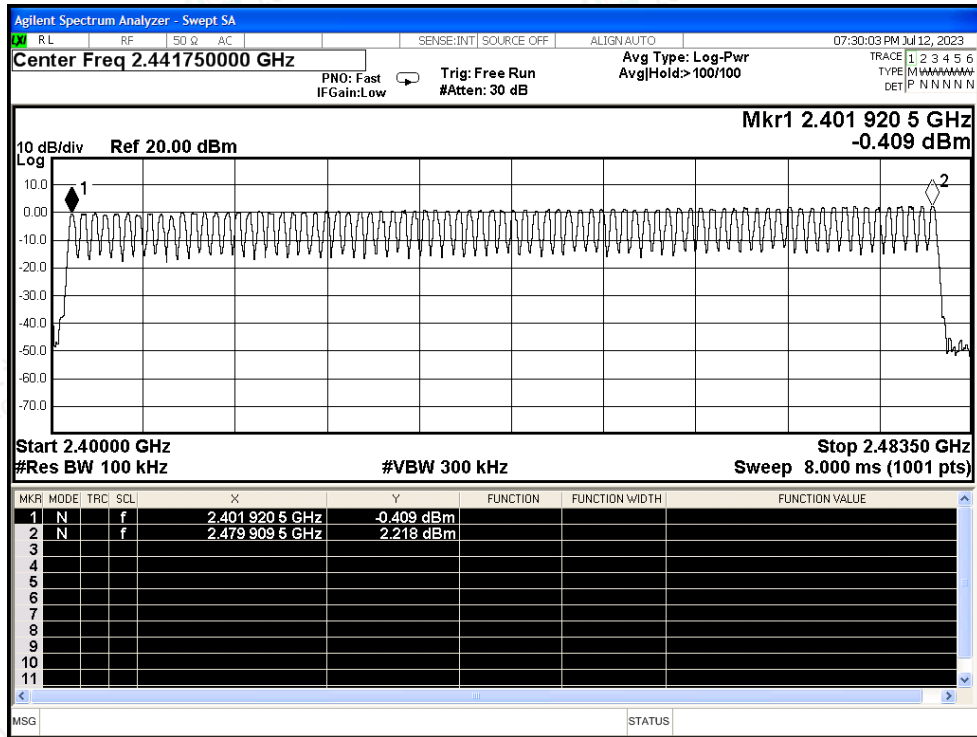 Agilent Spectrum Analyzer - Swept SA
LXI RL RF 50 Ω AC SENSE:INT SOURCE OFF ALIGN AUTO 07:30:03 PM Jul 12, 2023
Center Freq 2.441750000 GHz
PNO: Fast
IFGain:Low
Trig: Free Run
#Atten: 30 dB
Avg Type: Log-Pwr
Avg|Hold:>100/100
TRACE 1 2 3 4 5 6
TYPE M
DET P N N N N N
Mkr1 2.401 920 5 GHz
-0.409 dBm
10 dB/div Ref 20.00 dBm
Log
1
2
10.0
0.00
-10.0
-20.0
-30.0
-40.0
-50.0
-60.0
-70.0
Start 2.40000 GHz Stop 2.48350 GHz
#Res BW 100 kHz #VBW 300 kHz Sweep 8.000 ms (1001 pts)
MKR MODE TRC SCL X Y FUNCTION FUNCTION WIDTH FUNCTION VALUE
1 N f 2.401 920 5 GHz -0.409 dBm
2 N f 2.479 909 5 GHz 2.218 dBm
3
4
5
6
7
8
9
10
11
MSG STATUS